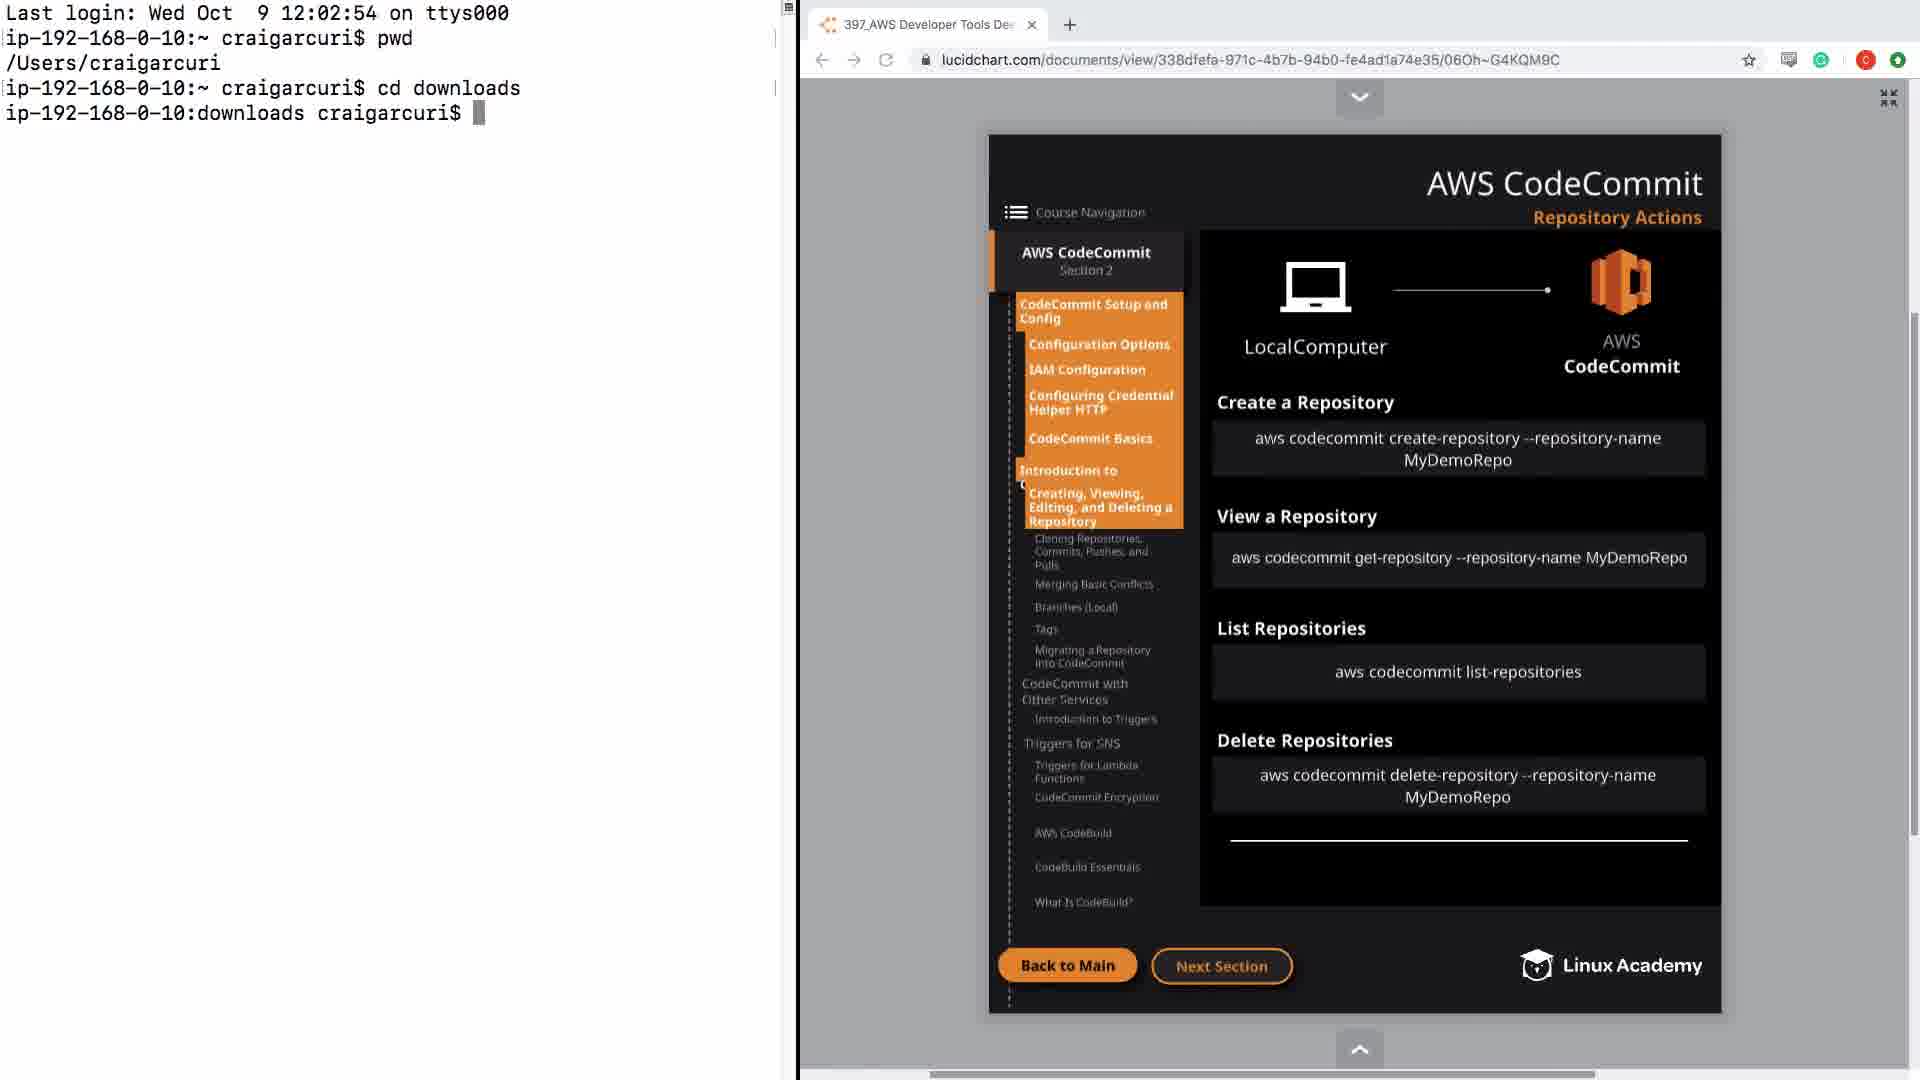 Last login: Wed Oct  9 12:02:54 on ttys000
ip-192-168-0-10:~ craigarcuri$ pwd
/Users/craigarcuri
ip-192-168-0-10:~ craigarcuri$ cd downloads
ip-192-168-0-10:downloads craigarcuri$
397_AWS Developer Tools De
lucidchart.com/documents/view/338dfefa-971c-4b7b-94b0-fe4ad1a74e35/06Oh~G4KQM9C
C
AWS CodeCommit
Repository Actions
Course Navigation
AWS CodeCommit
Section 2
CodeCommit Setup and
Config
Configuration Options
IAM Configuration
Configuring Credential
Helper HTTP
CodeCommit Basics
Introduction to
Creating, Viewing,
Editing, and Deleting a
Repository
Cloning Repositories,
Commits, Pushes, and
Pulls
Merging Basic Conflicts
Branches (Local)
Tags
Migrating a Repository
into CodeCommit
CodeCommit with
Other Services
Introduction to Triggers
Triggers for SNS
Triggers for Lambda
Functions
CodeCommit Encryption
AWS CodeBuild
CodeBuild Essentials
What Is CodeBuild?
LocalComputer
AWS
CodeCommit
Create a Repository
aws codecommit create-repository --repository-name
MyDemoRepo
View a Repository
aws codecommit get-repository --repository-name MyDemoRepo
List Repositories
aws codecommit list-repositories
Delete Repositories
aws codecommit delete-repository --repository-name
MyDemoRepo
Back to Main
Next Section
Linux Academy